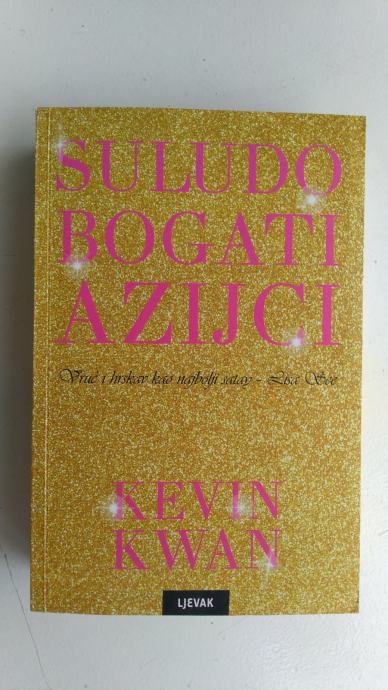 SULUDO
BOGATI
AZIJCI
Vruć i hrskav kao najbolji satay - Lisa See
KEVIN
KWAN
LJEVAK